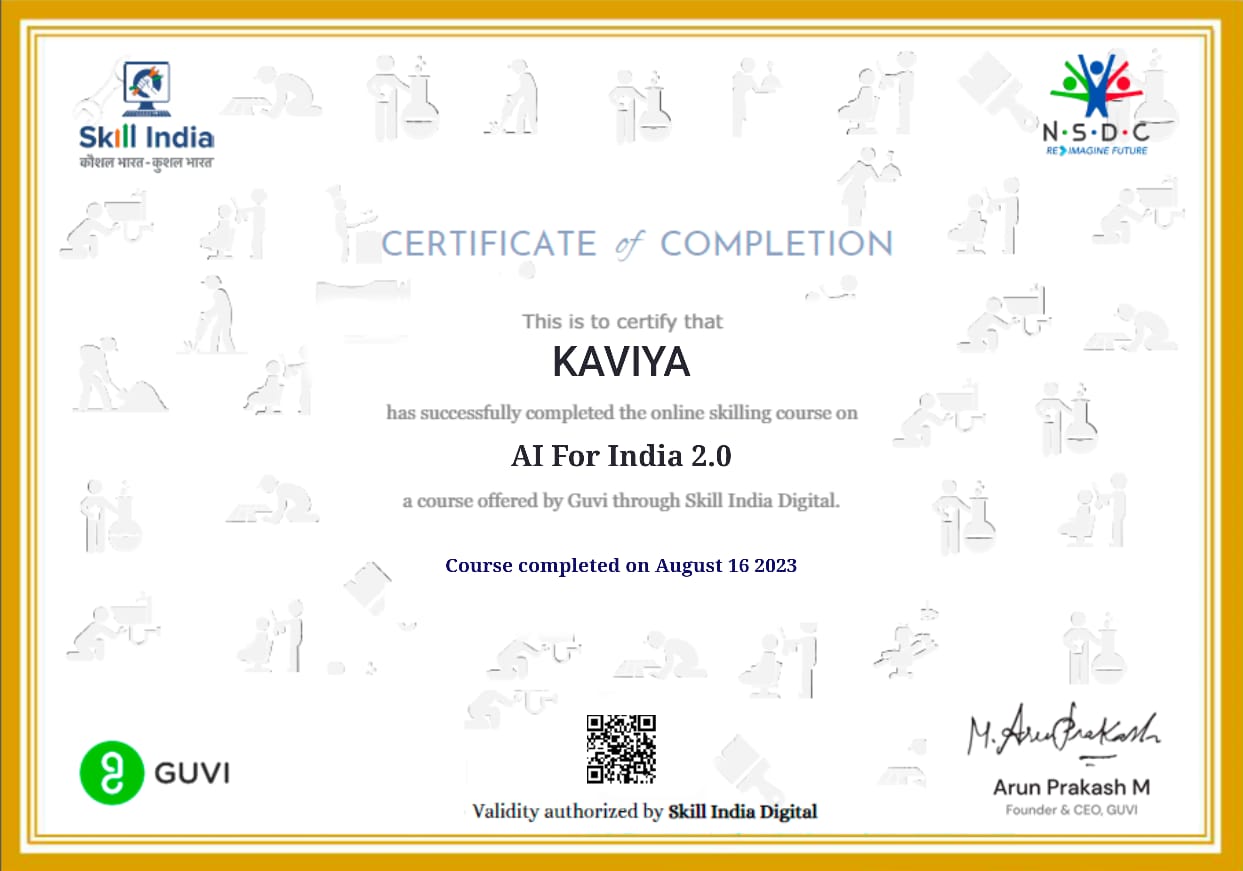 Skill India
कौशल भारत - कुशल भारत
N·S·D·C
RE IMAGINE FUTURE
CERTIFICATE of COMPLETION
This is to certify that
KAVIYA
has successfully completed the online skilling course on
AI For India 2.0
a course offered by Guvi through Skill India Digital.
Course completed on August 16 2023
GUVI
Validity authorized by Skill India Digital
M. Arun Prakash
Arun Prakash M
Founder & CEO, GUVI